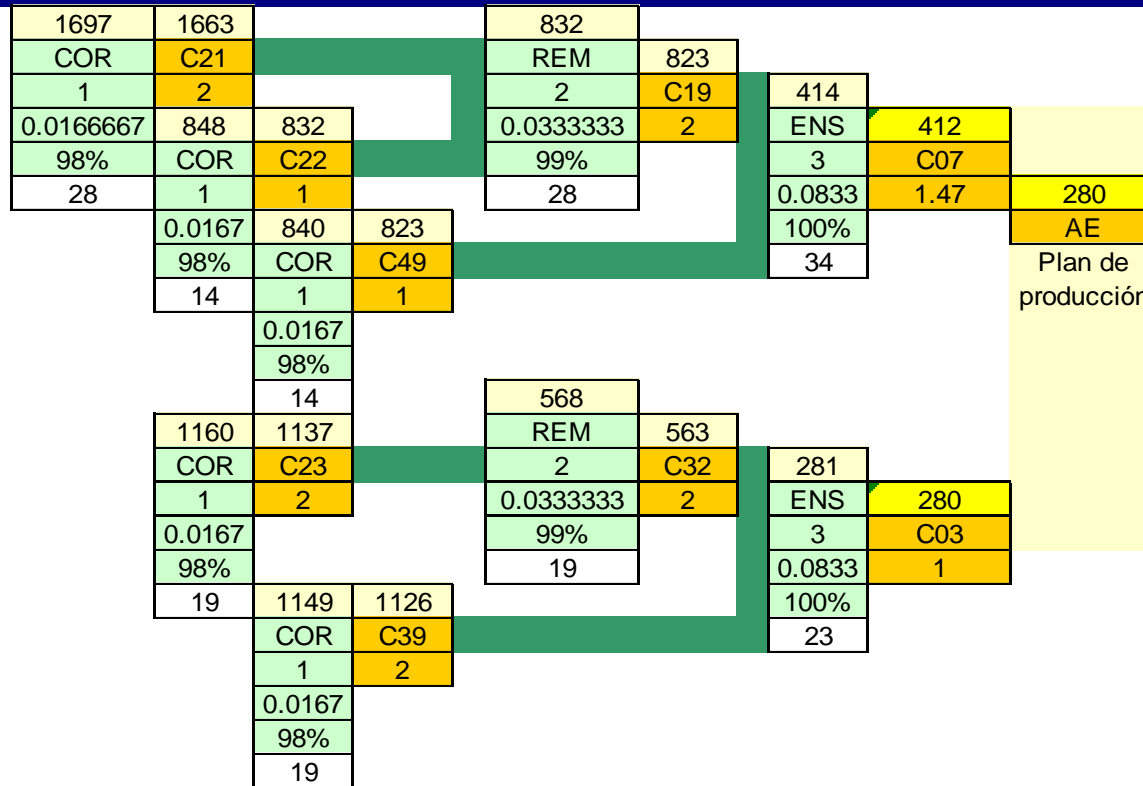 1697 1663 832
COR C21 REM 823
1 2 2 C19 414
0.0166667 848 832 0.0333333 2 ENS 412
98% COR C22 99% 3 C07
28 1 1 28 0.0833 1.47 280
0.0167 840 823 100% AE
98% COR C49 34 Plan de
14 1 1 producción
0.0167
98%
14 568
1160 1137 REM 563
COR C23 2 C32 281
1 2 0.0333333 2 ENS 280
0.0167 99% 3 C03
98% 19 0.0833 1
19 1149 1126 100%
COR C39 23
1 2
0.0167
98%
19